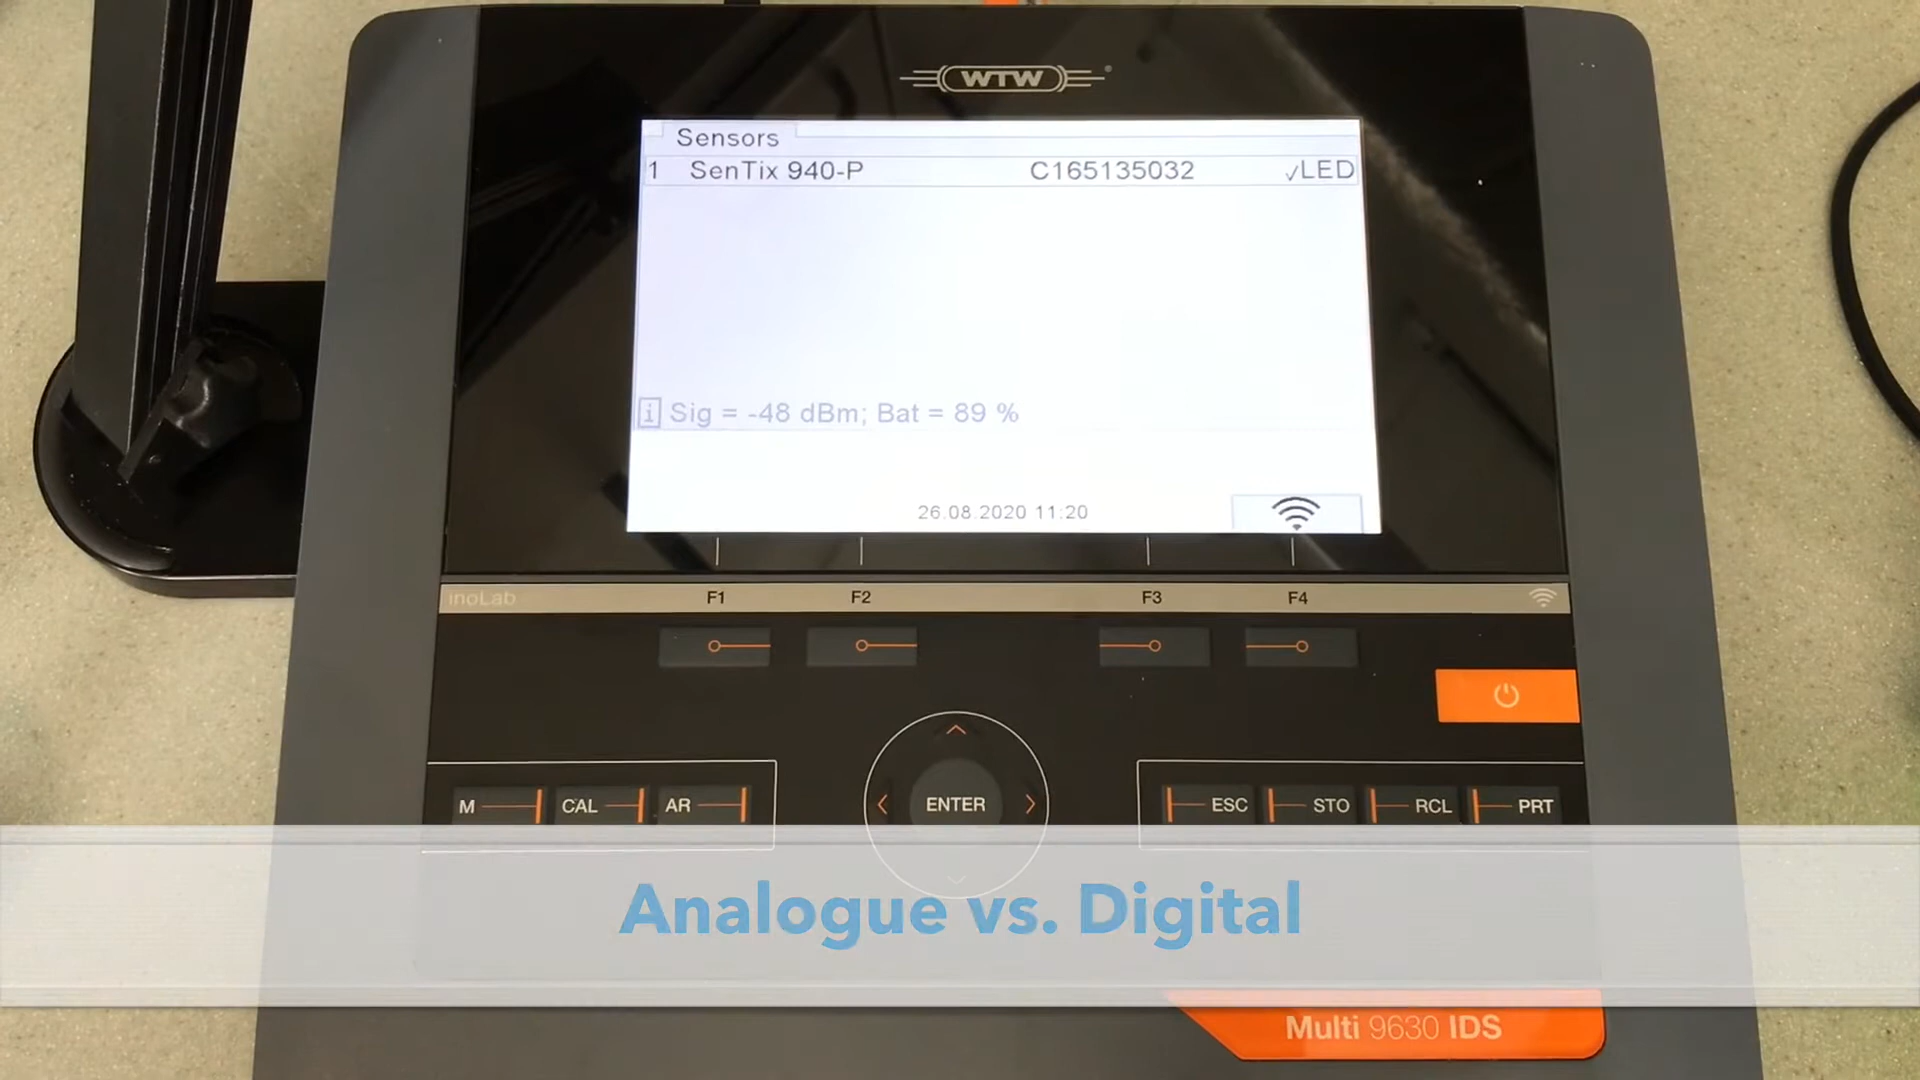 WTW
Sensors
1 SenTix 940-P C165135032 ✓LED
i Sig = -48 dBm; Bat = 89 %
26.08.2020 11:20
inoLab F1 F2 F3 F4
M CAL AR ENTER ESC STO RCL PRT
Analogue vs. Digital
Multi 9630 IDS